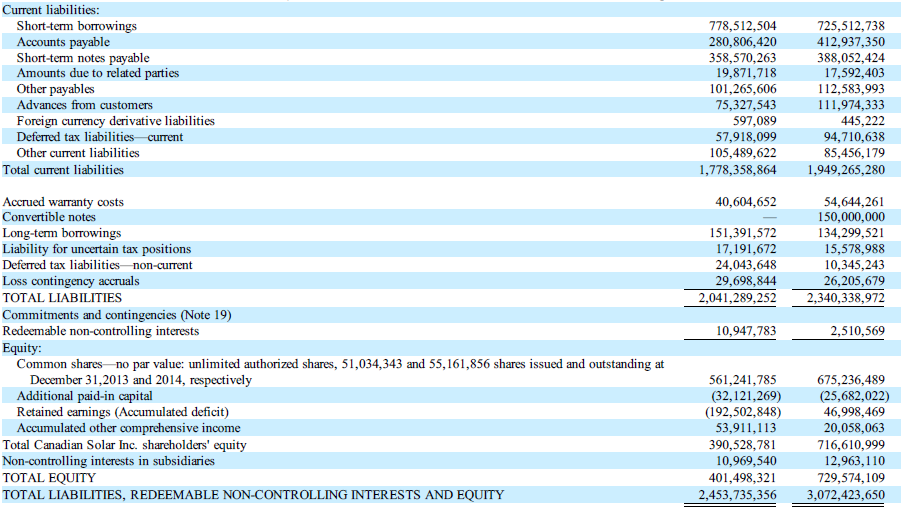 Current liabilities:
Short-term borrowings 778,512,504 725,512,738
Accounts payable 280,806,420 412,937,350
Short-term notes payable 358,570,263 388,052,424
Amounts due to related parties 19,871,718 17,592,403
Other payables 101,265,606 112,583,993
Advances from customers 75,327,543 111,974,333
Foreign currency derivative liabilities 597,089 445,222
Deferred tax liabilities—current 57,918,099 94,710,638
Other current liabilities 105,489,622 85,456,179
Total current liabilities 1,778,358,864 1,949,265,280
Accrued warranty costs 40,604,652 54,644,261
Convertible notes — 150,000,000
Long-term borrowings 151,391,572 134,299,521
Liability for uncertain tax positions 17,191,672 15,578,988
Deferred tax liabilities—non-current 24,043,648 10,345,243
Loss contingency accruals 29,698,844 26,205,679
TOTAL LIABILITIES 2,041,289,252 2,340,338,972
Commitments and contingencies (Note 19)
Redeemable non-controlling interests 10,947,783 2,510,569
Equity:
Common shares—no par value: unlimited authorized shares, 51,034,343 and 55,161,856 shares issued and outstanding at
December 31,2013 and 2014, respectively 561,241,785 675,236,489
Additional paid-in capital (32,121,269) (25,682,022)
Retained earnings (Accumulated deficit) (192,502,848) 46,998,469
Accumulated other comprehensive income 53,911,113 20,058,063
Total Canadian Solar Inc. shareholders' equity 390,528,781 716,610,999
Non-controlling interests in subsidiaries 10,969,540 12,963,110
TOTAL EQUITY 401,498,321 729,574,109
TOTAL LIABILITIES, REDEEMABLE NON-CONTROLLING INTERESTS AND EQUITY 2,453,735,356 3,072,423,650